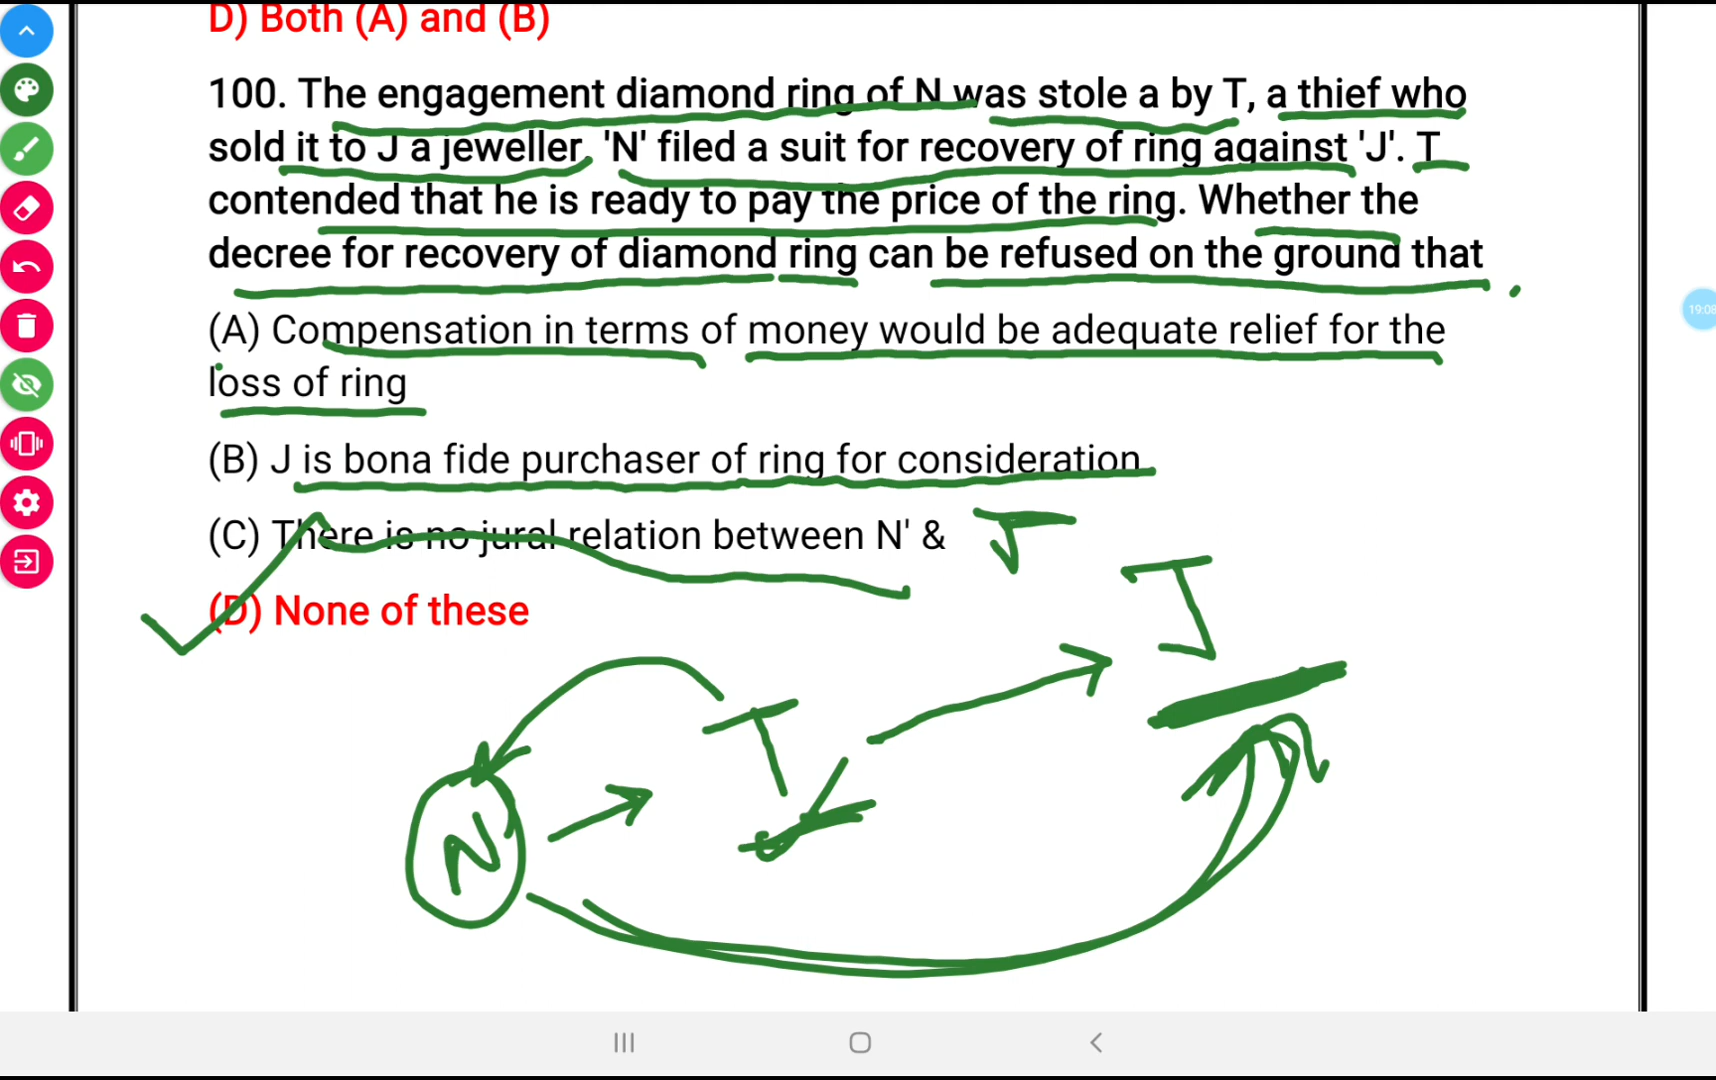 D) Both (A) and (B)
100. The engagement diamond ring of N was stole a by T, a thief who
sold it to J a jeweller, 'N' filed a suit for recovery of ring against 'J'. T
contended that he is ready to pay the price of the ring. Whether the
decree for recovery of diamond ring can be refused on the ground that
19:08
(A) Compensation in terms of money would be adequate relief for the
loss of ring
(B) J is bona fide purchaser of ring for consideration
(C) There is no jural relation between N' & J
(D) None of these
J
T
N